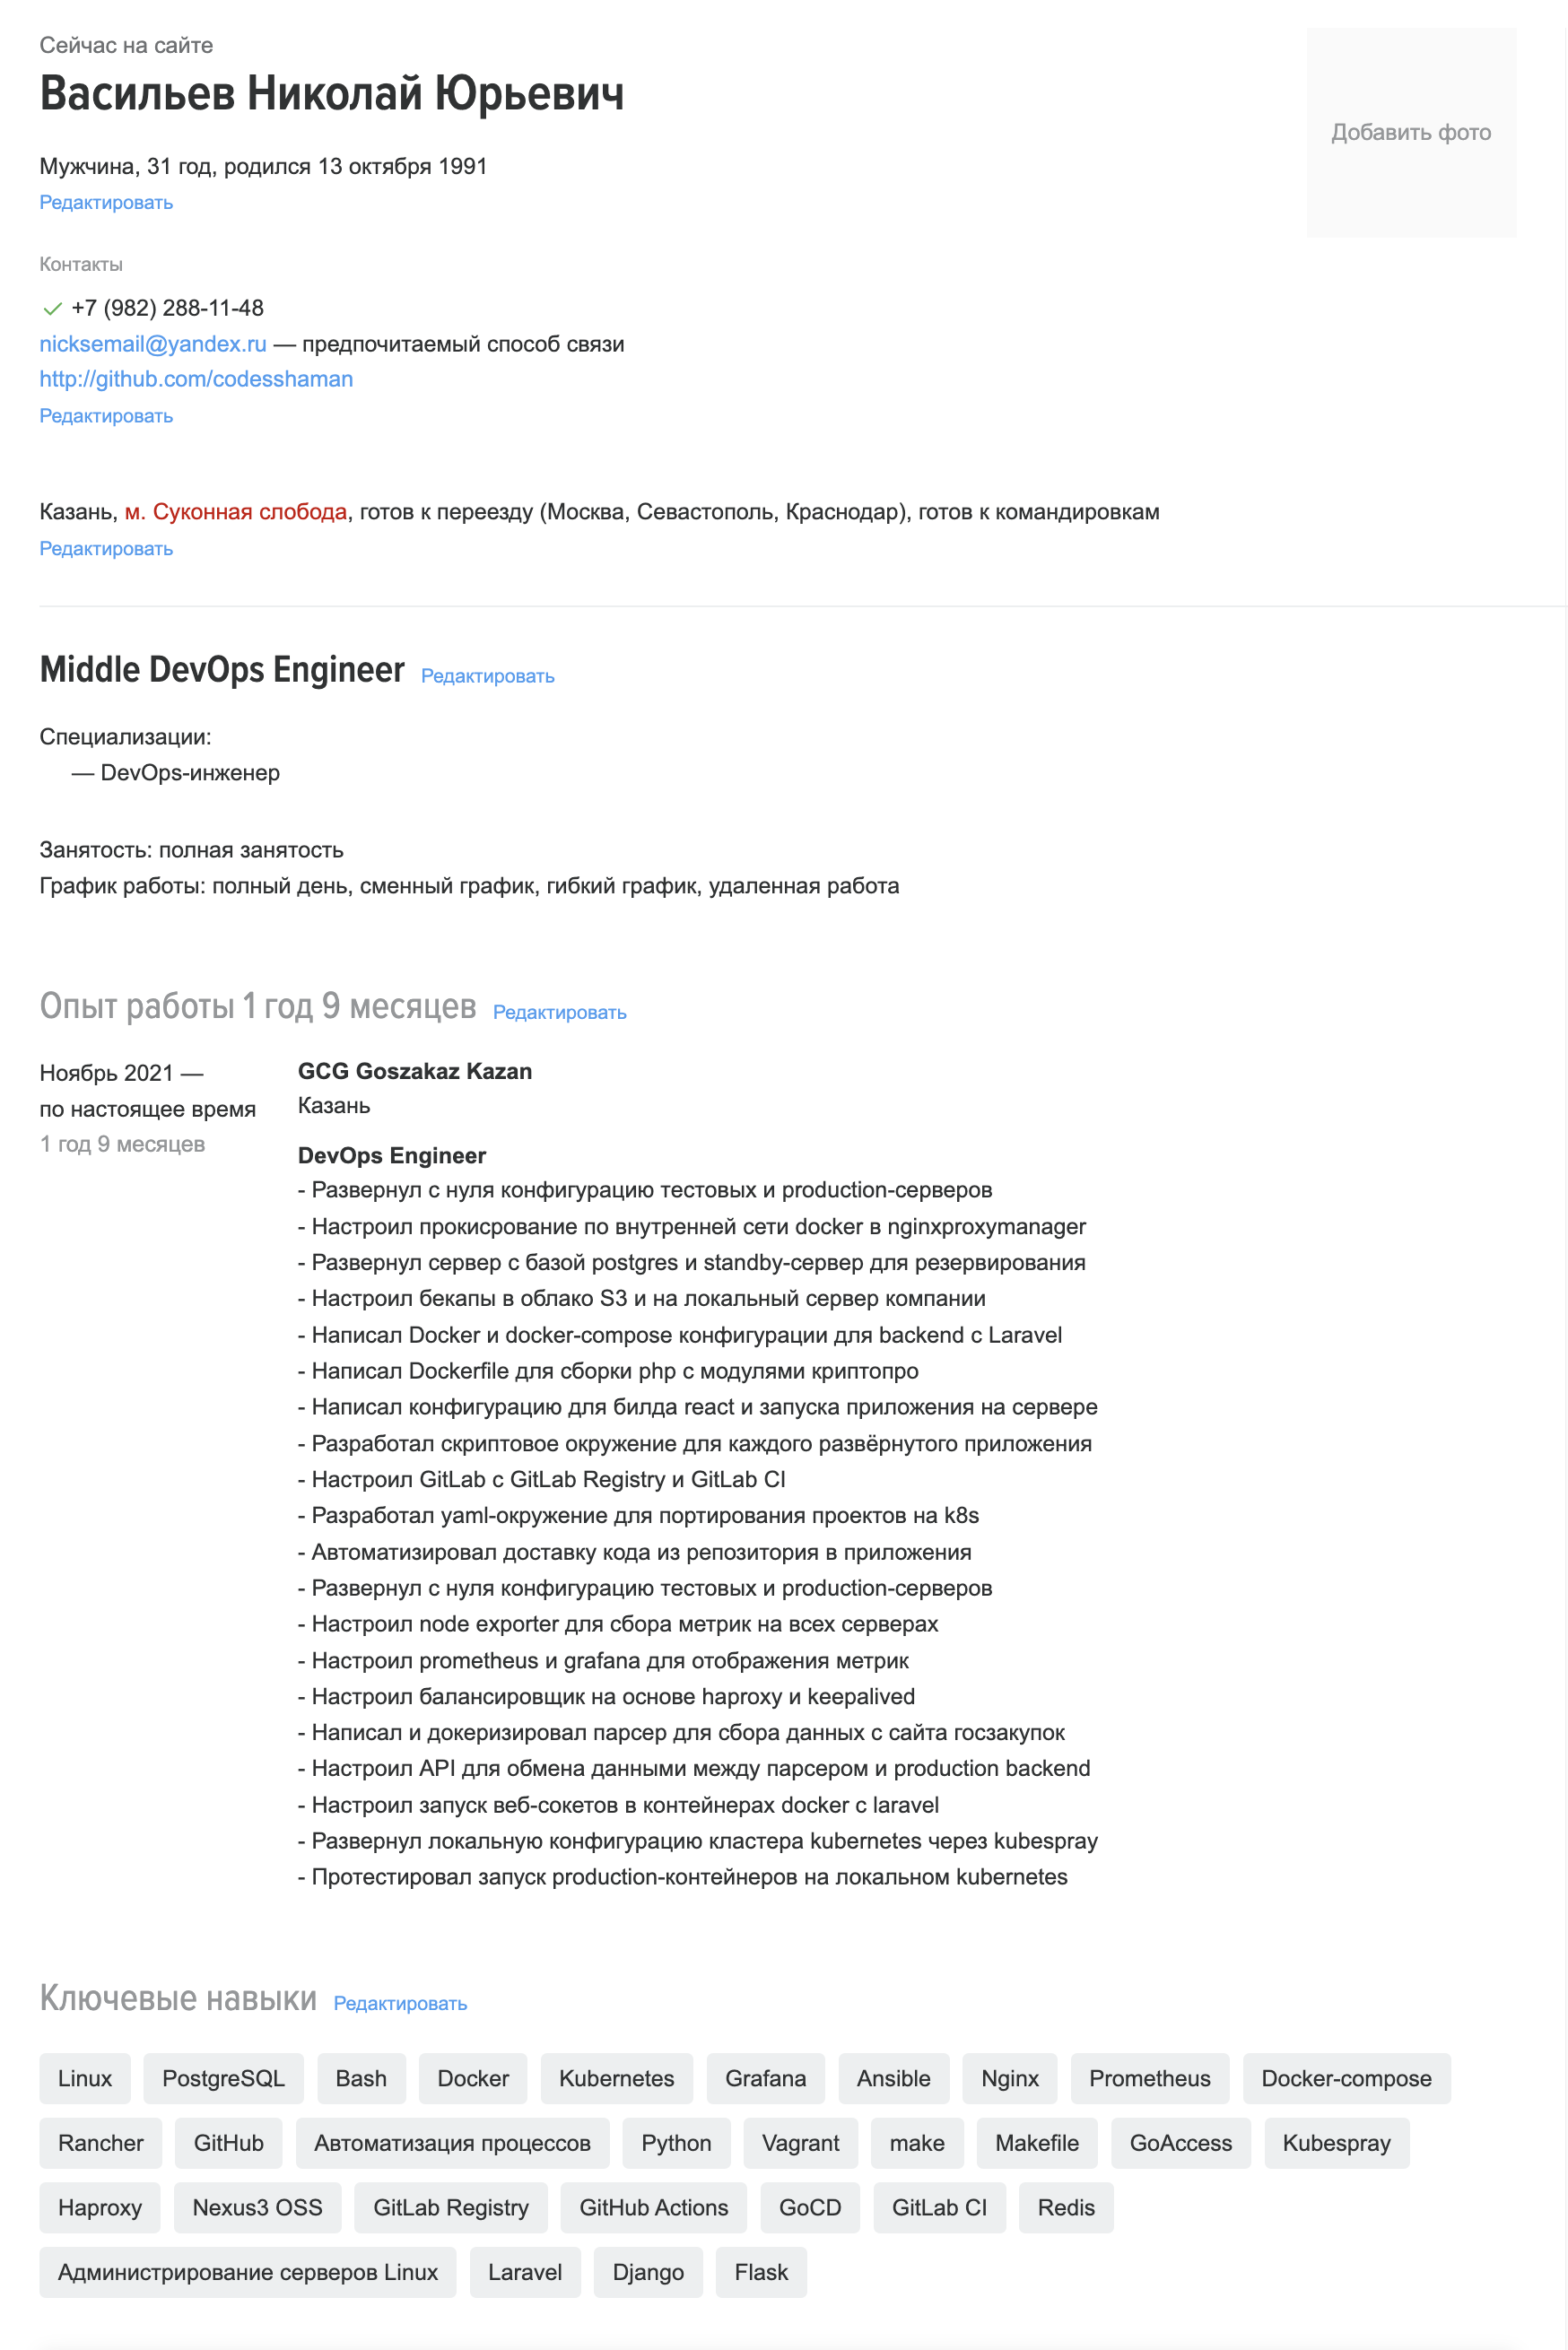 Сейчас на сайте
Васильев Николай Юрьевич
Добавить фото
Мужчина, 31 год, родился 13 октября 1991
Редактировать
Контакты
+7 (982) 288-11-48
nicksemail@yandex.ru — предпочитаемый способ связи
http://github.com/codesshaman
Редактировать
Казань, м. Суконная слобода, готов к переезду (Москва, Севастополь, Краснодар), готов к командировкам
Редактировать
Middle DevOps Engineer Редактировать
Специализации:
— DevOps-инженер
Занятость: полная занятость
График работы: полный день, сменный график, гибкий график, удаленная работа
Опыт работы 1 год 9 месяцев Редактировать
Ноябрь 2021 —
по настоящее время
1 год 9 месяцев
GCG Goszakaz Kazan
Казань
DevOps Engineer
- Развернул с нуля конфигурацию тестовых и production-серверов
- Настроил прокисрование по внутренней сети docker в nginxproxymanager
- Развернул сервер с базой postgres и standby-сервер для резервирования
- Настроил бекапы в облако S3 и на локальный сервер компании
- Написал Docker и docker-compose конфигурации для backend с Laravel
- Написал Dockerfile для сборки php с модулями криптопро
- Написал конфигурацию для билда react и запуска приложения на сервере
- Разработал скриптовое окружение для каждого развёрнутого приложения
- Настроил GitLab с GitLab Registry и GitLab CI
- Разработал yaml-окружение для портирования проектов на k8s
- Автоматизировал доставку кода из репозитория в приложения
- Развернул с нуля конфигурацию тестовых и production-серверов
- Настроил node exporter для сбора метрик на всех серверах
- Настроил prometheus и grafana для отображения метрик
- Настроил балансировщик на основе haproxy и keepalived
- Написал и докеризировал парсер для сбора данных с сайта госзакупок
- Настроил API для обмена данными между парсером и production backend
- Настроил запуск веб-сокетов в контейнерах docker с laravel
- Развернул локальную конфигурацию кластера kubernetes через kubespray
- Протестировал запуск production-контейнеров на локальном kubernetes
Ключевые навыки Редактировать
Linux PostgreSQL Bash Docker Kubernetes Grafana Ansible Nginx Prometheus Docker-compose
Rancher GitHub Автоматизация процессов Python Vagrant make Makefile GoAccess Kubespray
Haproxy Nexus3 OSS GitLab Registry GitHub Actions GoCD GitLab CI Redis
Администрирование серверов Linux Laravel Django Flask